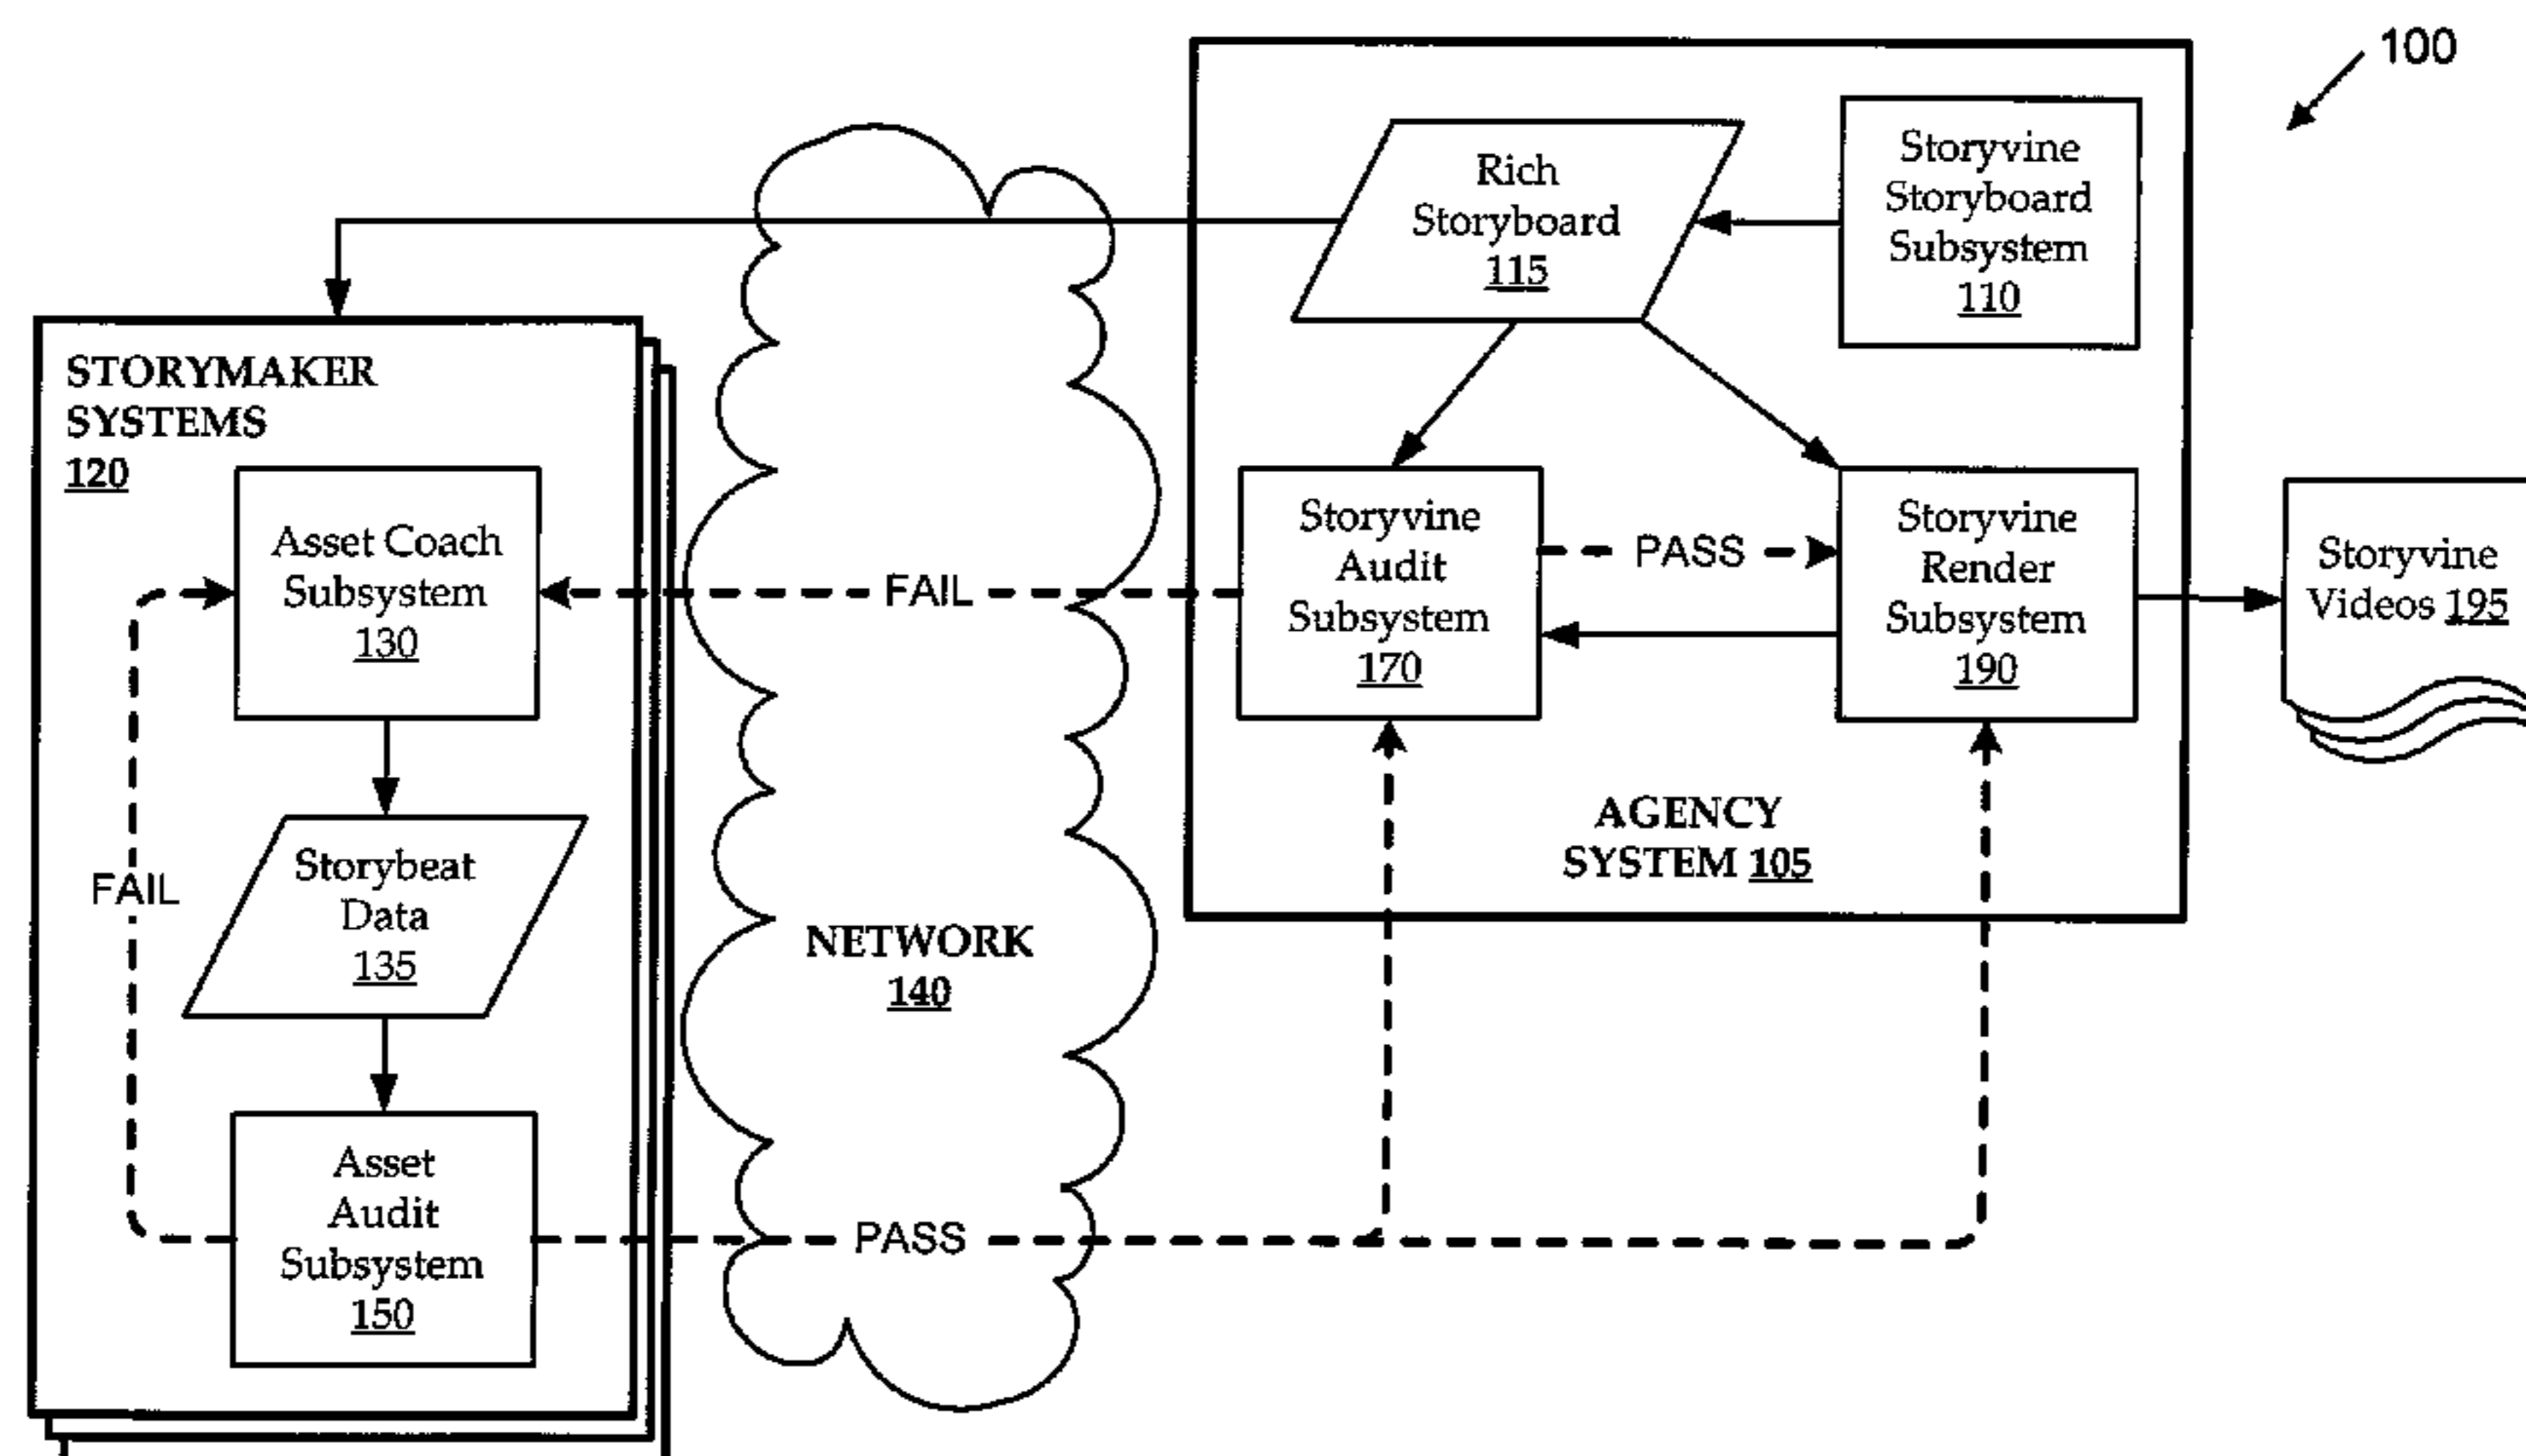 100
Rich
Storyboard
115
Storyvine
Storyboard
Subsystem
110
STORYMAKER
SYSTEMS
120
Asset Coach
Subsystem
130
FAIL
Storyvine
Audit
Subsystem
170
PASS
Storyvine
Render
Subsystem
190
Storyvine
Videos 195
AGENCY
SYSTEM 105
FAIL
Storybeat
Data
135
NETWORK
140
Asset
Audit
Subsystem
150
PASS